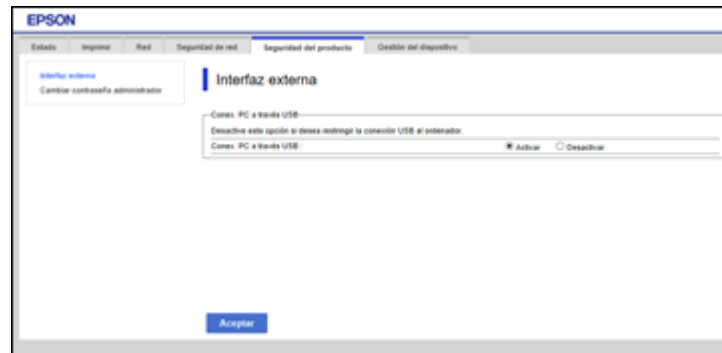 EPSON
Estado Imprimir Red Seguridad de red Seguridad del producto Gestión del dispositivo
Interfaz externa
Cambiar contraseña administrador
Interfaz externa
Conex. PC a través USB
Desactive esta opción si desea restringir la conexión USB al ordenador.
Conex. PC a través USB : Activar Desactivar
Aceptar